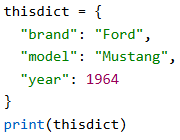 thisdict = {
  "brand": "Ford",
  "model": "Mustang",
  "year": 1964
}
print(thisdict)